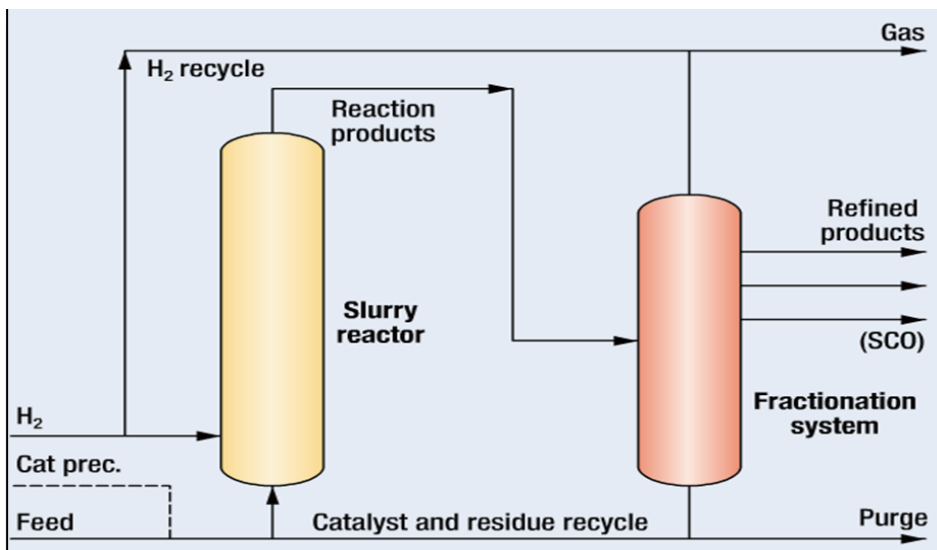 Gas
H₂ recycle
Reaction
products
Refined
products
Slurry
reactor
(SCO)
Fractionation
system
H₂
Cat prec.
Feed
Catalyst and residue recycle
Purge